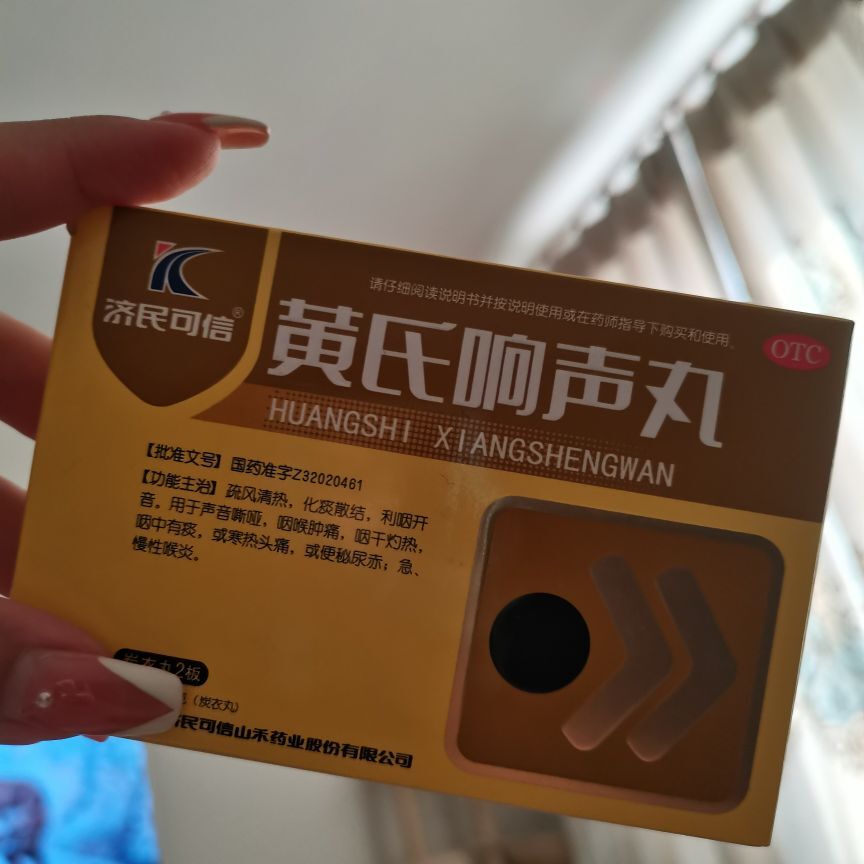 济民可信®
请仔细阅读说明书并按说明使用或在药师指导下购买和使用。
OTC
黄氏响声丸
HUANGSHI XIANGSHENGWAN
【批准文号】国药准字Z32020461
【功能主治】疏风清热，化痰散结，利咽开
音。用于声音嘶哑，咽喉肿痛，咽干灼热，
咽中有痰，或寒热头痛，或便秘尿赤；急、
慢性喉炎。
炭衣丸2板
（炭衣丸）
济民可信山禾药业股份有限公司